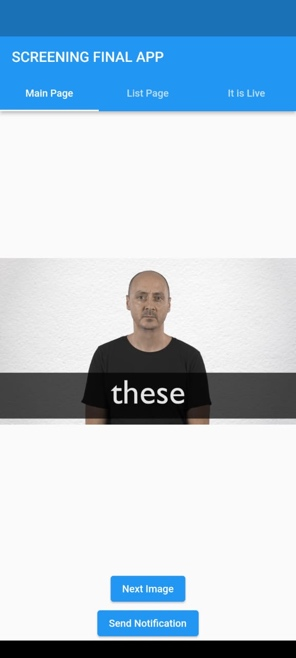 SCREENING FINAL APP
Main Page List Page It is Live
these
Next Image
Send Notification